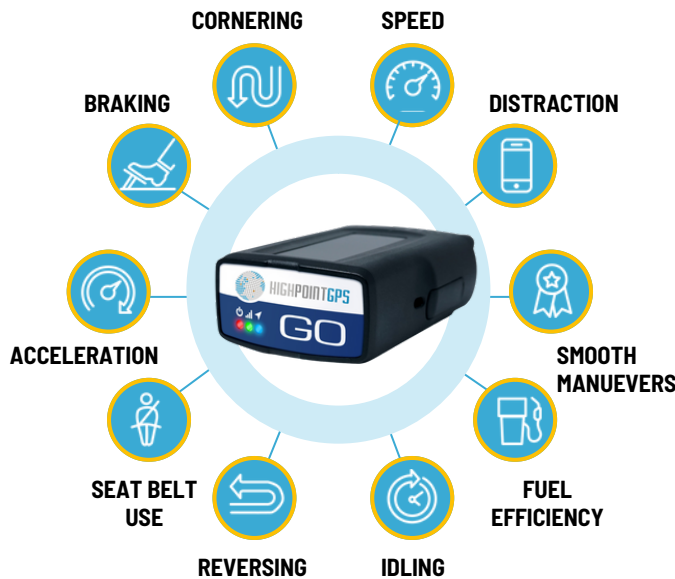 CORNERING
SPEED
BRAKING
DISTRACTION
HIGHPOINTGPS
GO
ACCELERATION
SMOOTH
MANUEVERS
SEAT BELT
USE
FUEL
EFFICIENCY
REVERSING
IDLING